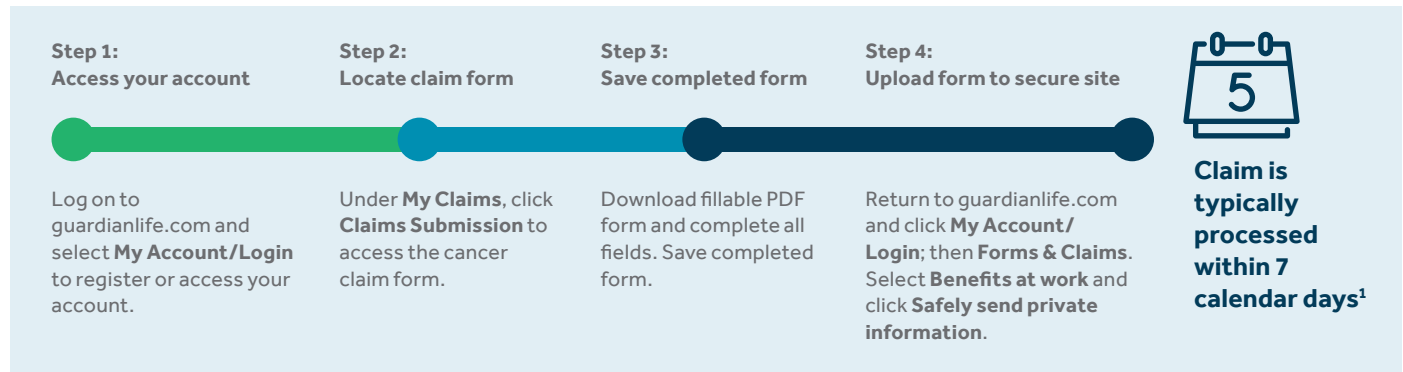 Step 1:
Access your account
Log on to
guardianlife.com and
select My Account/Login
to register or access your
account.
Step 2:
Locate claim form
Under My Claims, click
Claims Submission to
access the cancer
claim form.
Step 3:
Save completed form
Download fillable PDF
form and complete all
fields. Save completed
form.
Step 4:
Upload form to secure site
Return to guardianlife.com
and click My Account/
Login; then Forms & Claims.
Select Benefits at work and
click Safely send private
information.
5
Claim is
typically
processed
within 7
calendar days¹